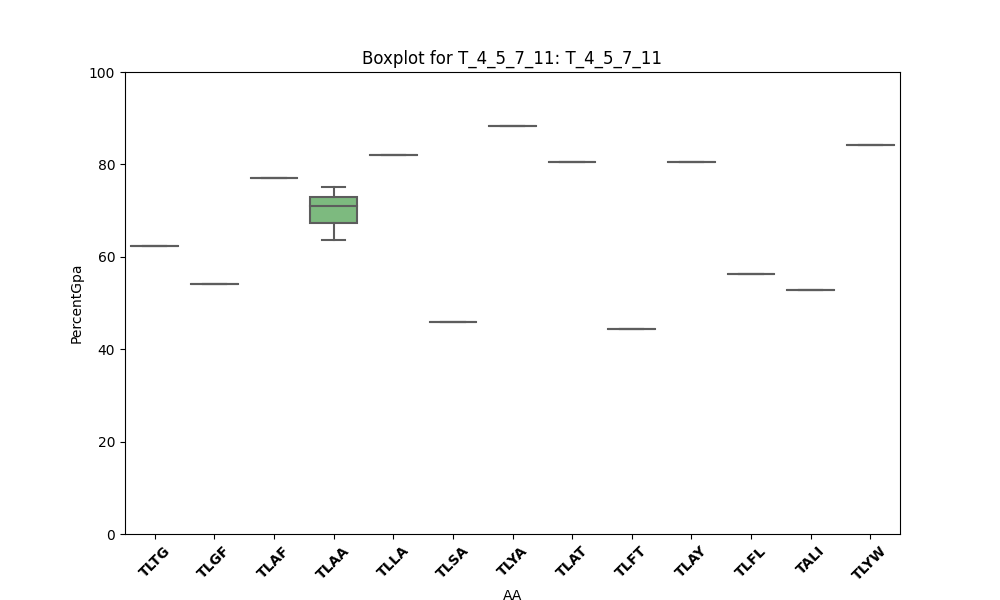 Boxplot for T_4_5_7_11: T_4_5_7_11
PercentGpa
100
80
60
40
20
0
TLTG
TLGF
TLAF
TLAA
TLLA
TLSA
TLYA
TLAT
TLFT
TLAY
TLFL
TALI
TLYW
AA